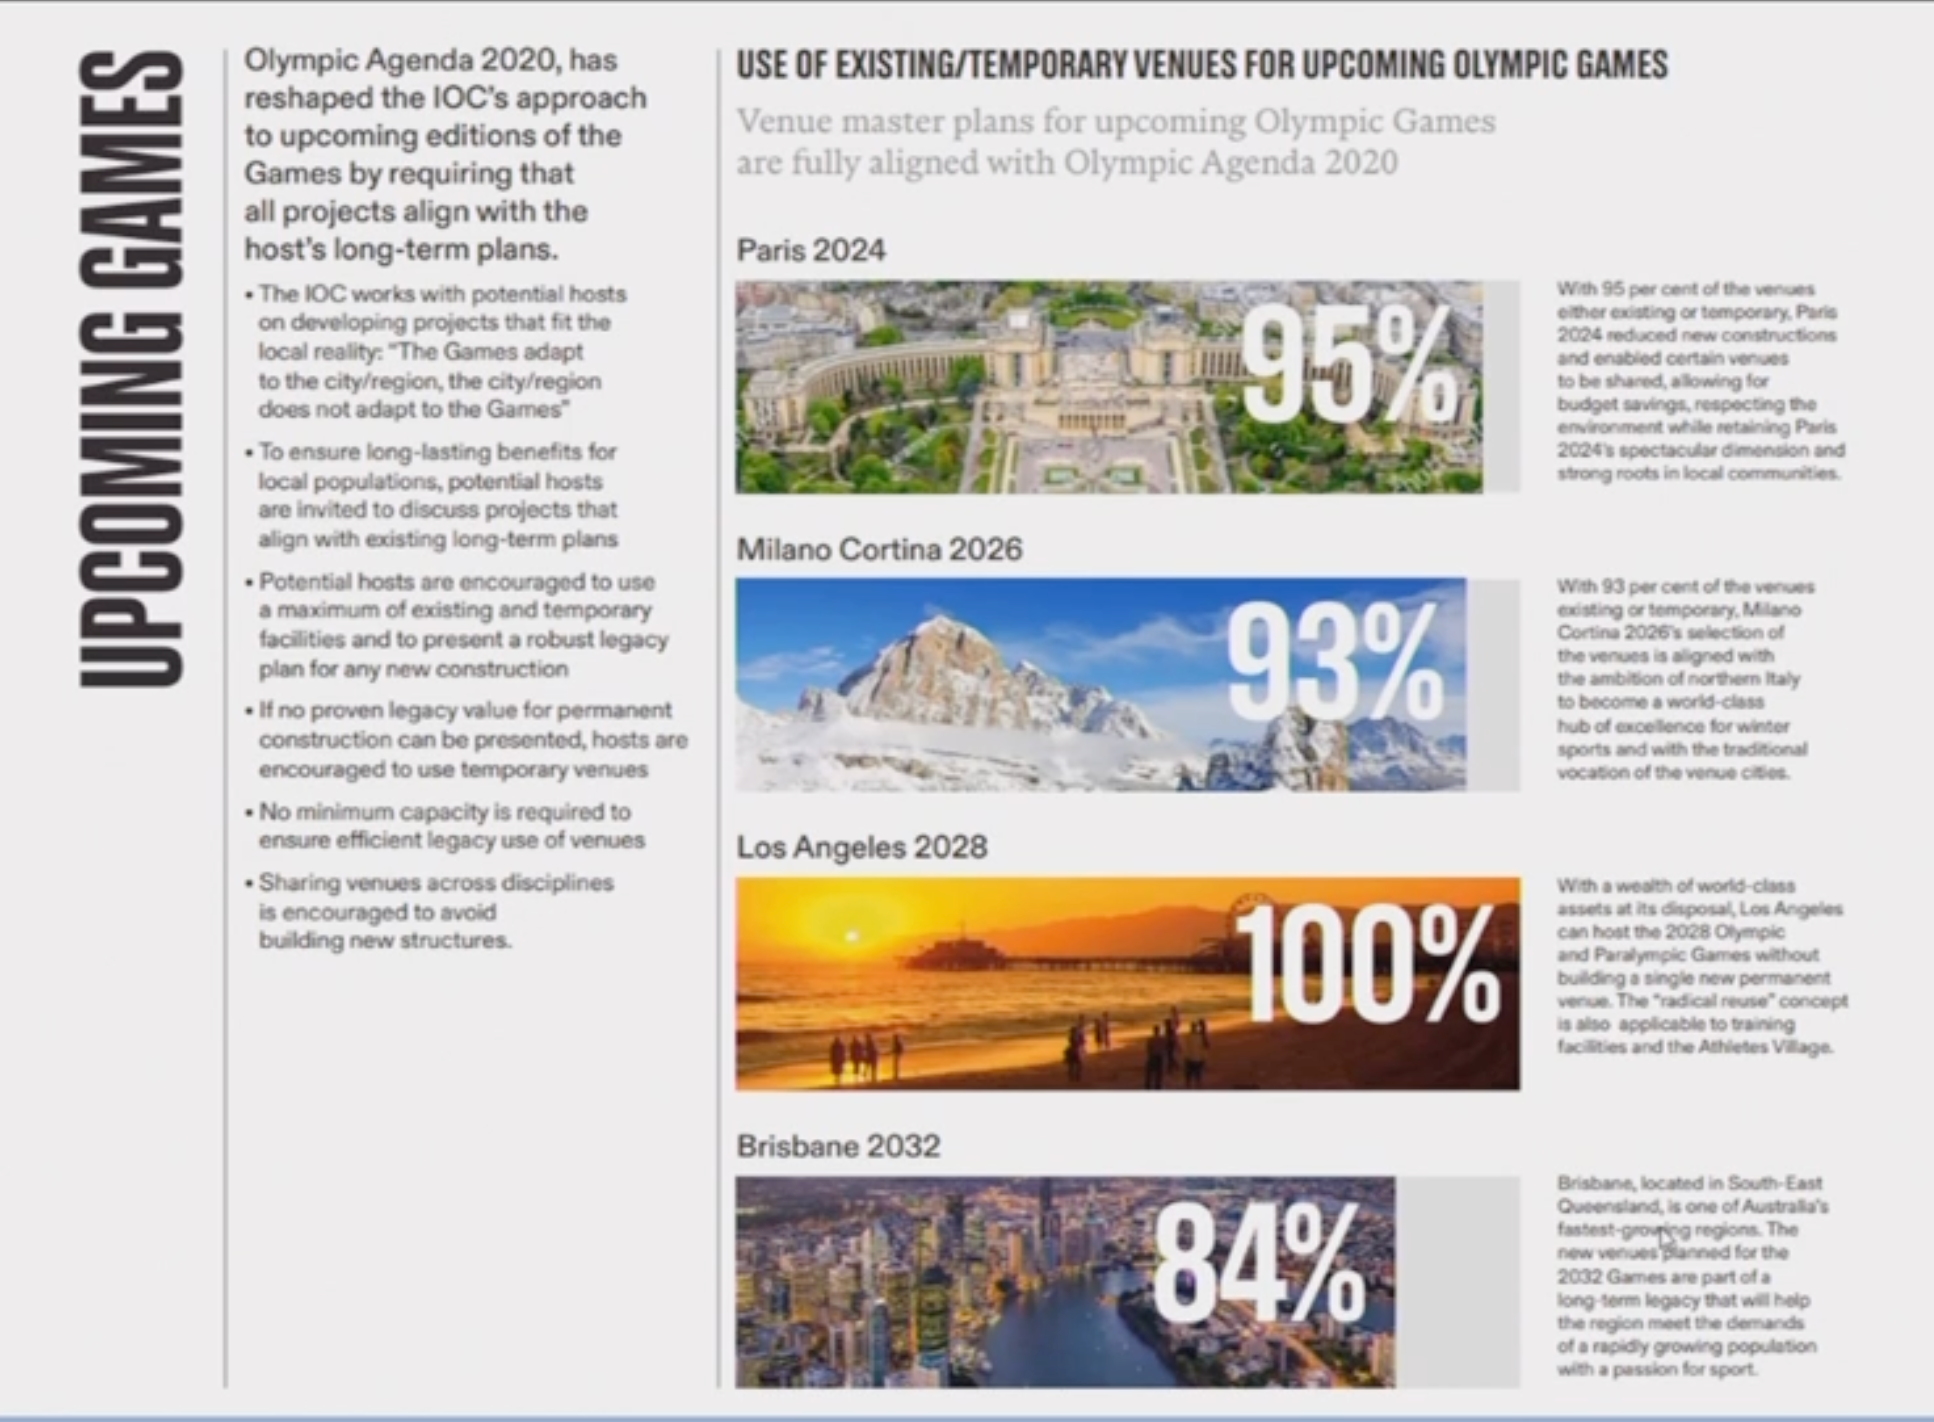 UPCOMING GAMES
Olympic Agenda 2020, has
reshaped the IOC's approach
to upcoming editions of the
Games by requiring that
all projects align with the
host's long-term plans.
• The IOC works with potential hosts
on developing projects that fit the
local reality: "The Games adapt
to the city/region, the city/region
does not adapt to the Games"
• To ensure long-lasting benefits for
local populations, potential hosts
are invited to discuss projects that
align with existing long-term plans
• Potential hosts are encouraged to use
a maximum of existing and temporary
facilities and to present a robust legacy
plan for any new construction
• If no proven legacy value for permanent
construction can be presented, hosts are
encouraged to use temporary venues
• No minimum capacity is required to
ensure efficient legacy use of venues
• Sharing venues across disciplines
is encouraged to avoid
building new structures.
USE OF EXISTING/TEMPORARY VENUES FOR UPCOMING OLYMPIC GAMES
Venue master plans for upcoming Olympic Games
are fully aligned with Olympic Agenda 2020
Paris 2024
95%
With 95 per cent of the venues
either existing or temporary, Paris
2024 reduced new constructions
and enabled certain venues
to be shared, allowing for
budget savings, respecting the
environment while retaining Paris
2024's spectacular dimension and
strong roots in local communities.
Milano Cortina 2026
93%
With 93 per cent of the venues
existing or temporary, Milano
Cortina 2026's selection of
the venues is aligned with
the ambition of northern Italy
to become a world-class
hub of excellence for winter
sports and with the traditional
vocation of the venue cities.
Los Angeles 2028
100%
With a wealth of world-class
assets at its disposal, Los Angeles
can host the 2028 Olympic
and Paralympic Games without
building a single new permanent
venue. The "radical reuse" concept
is also applicable to training
facilities and the Athletes Village.
Brisbane 2032
84%
Brisbane, located in South-East
Queensland, is one of Australia's
fastest-growing regions. The
new venues planned for the
2032 Games are part of a
long-term legacy that will help
the region meet the demands
of a rapidly growing population
with a passion for sport.